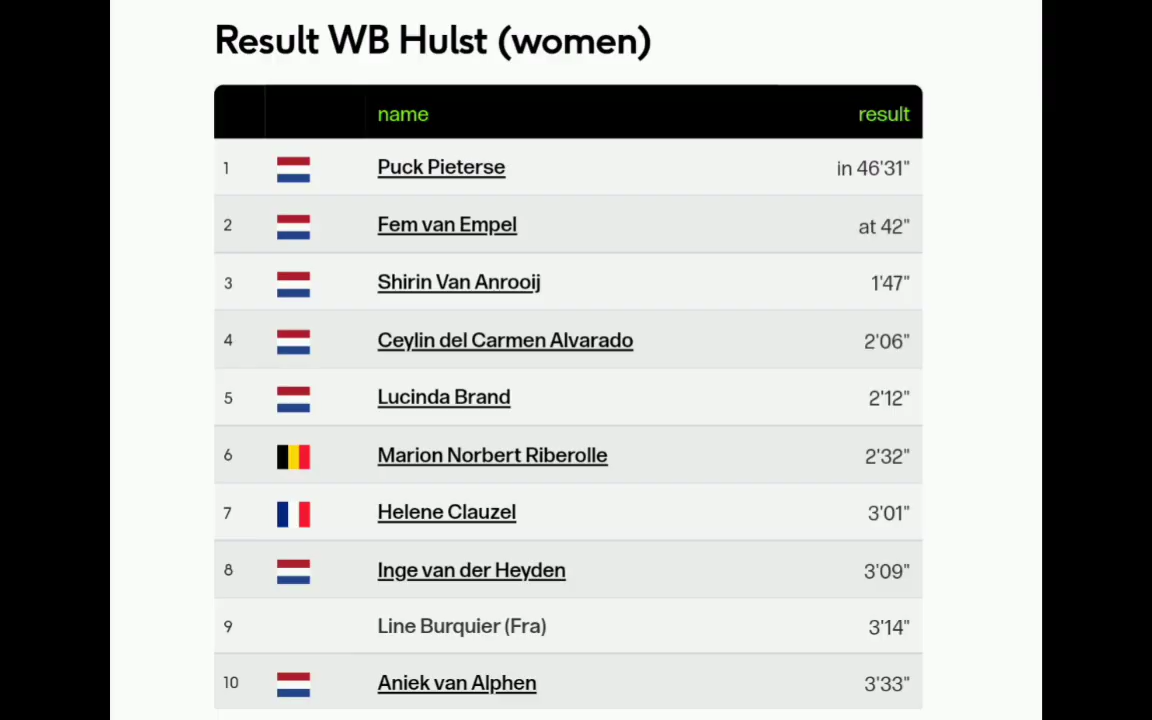 Result WB Hulst (women)
name result
1 Puck Pieterse in 46'31"
2 Fem van Empel at 42"
3 Shirin Van Anrooij 1'47"
4 Ceylin del Carmen Alvarado 2'06"
5 Lucinda Brand 2'12"
6 Marion Norbert Riberolle 2'32"
7 Helene Clauzel 3'01"
8 Inge van der Heyden 3'09"
9 Line Burquier (Fra) 3'14"
10 Aniek van Alphen 3'33"